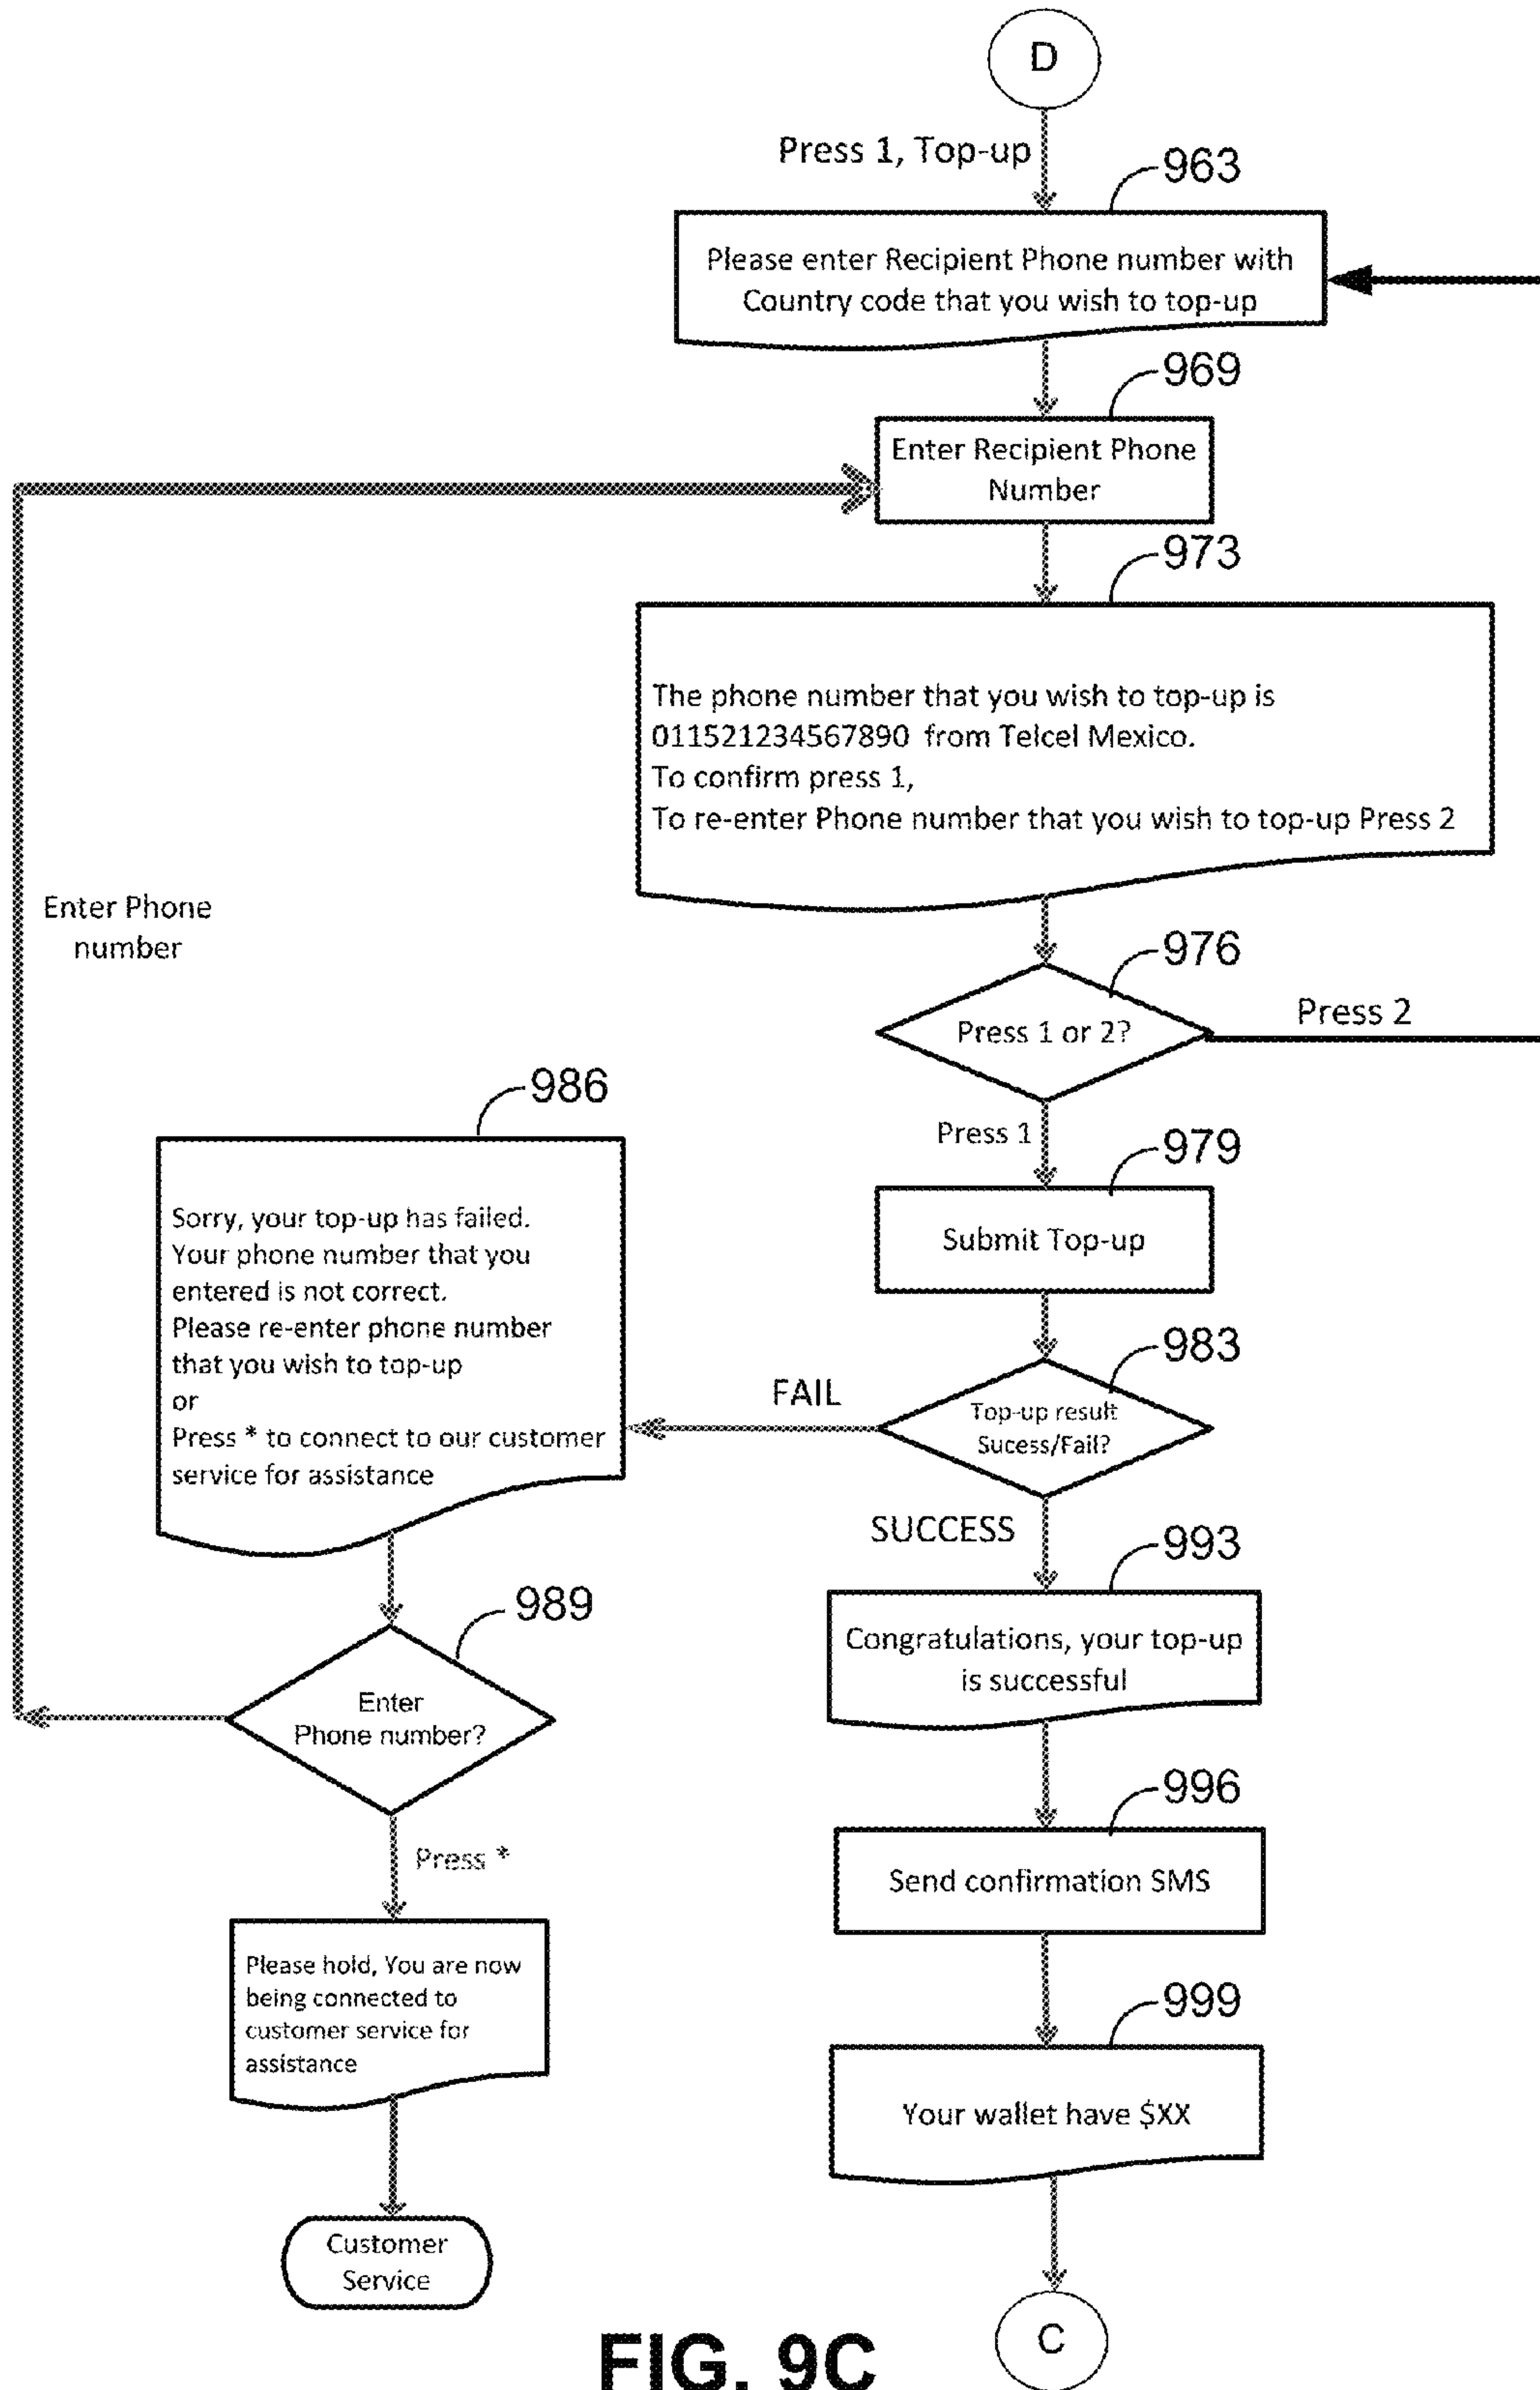 D
Press 1, Top-up
963
Please enter Recipient Phone number with
Country code that you wish to top-up
969
Enter Recipient Phone
Number
973
The phone number that you wish to top-up is
011521234567890 from Telcel Mexico.
To confirm press 1,
To re-enter Phone number that you wish to top-up Press 2
Enter Phone
number
976
Press 1 or 2?
Press 2
Press 1
979
Submit Top-up
983
Top-up result
Sucess/Fail?
FAIL
986
Sorry, your top-up has failed.
Your phone number that you
entered is not correct.
Please re-enter phone number
that you wish to top-up
or
Press * to connect to our customer
service for assistance
989
Enter
Phone number?
Press *
Please hold, You are now
being connected to
customer service for
assistance
Customer
Service
SUCCESS
993
Congratulations, your top-up
is successful
996
Send confirmation SMS
999
Your wallet have $XX
C
FIG. 9C